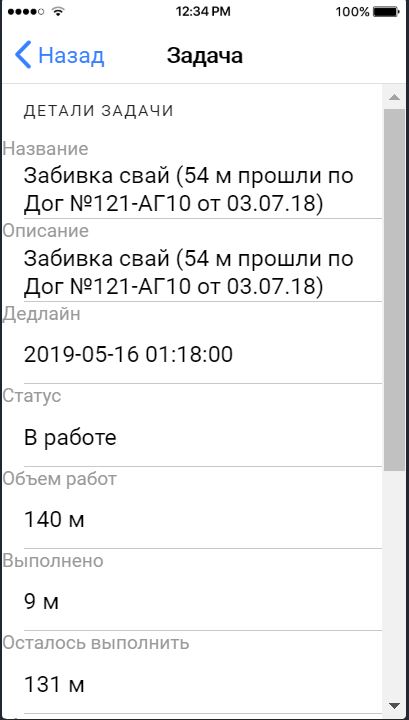 12:34 PM 100%
Назад Задача
ДЕТАЛИ ЗАДАЧИ
Название
Забивка свай (54 м прошли по
Дог №121-АГ10 от 03.07.18)
Описание
Забивка свай (54 м прошли по
Дог №121-АГ10 от 03.07.18)
Дедлайн
2019-05-16 01:18:00
Статус
В работе
Объем работ
140 м
Выполнено
9 м
Осталось выполнить
131 м